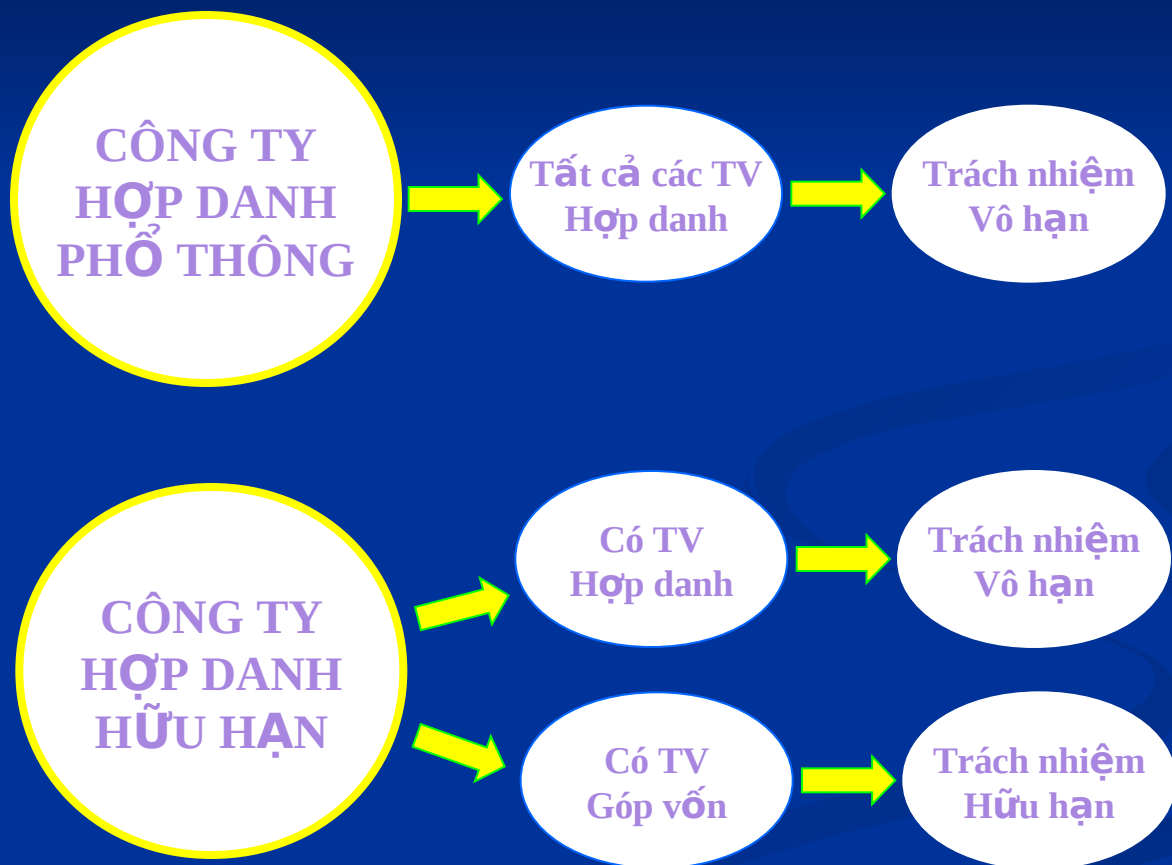 CÔNG TY
HỢP DANH
PHỔ THÔNG
Tất cả các TV
Hợp danh
Trách nhiệm
Vô hạn
CÔNG TY
HỢP DANH
HỮU HẠN
Có TV
Hợp danh
Trách nhiệm
Vô hạn
Có TV
Góp vốn
Trách nhiệm
Hữu hạn